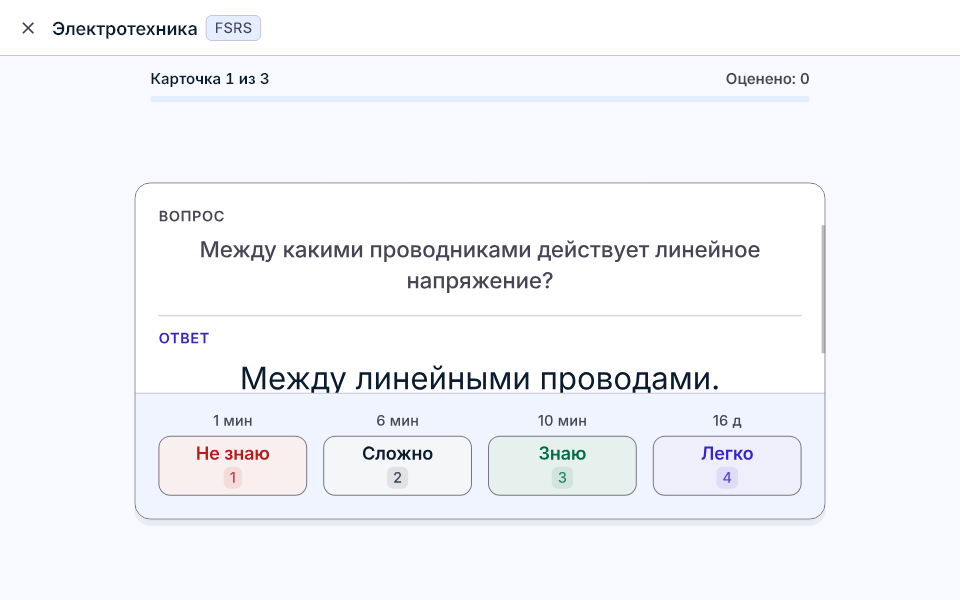 Электротехника FSRS
Карточка 1 из 3
Оценено: 0
ВОПРОС
Между какими проводниками действует линейное
напряжение?
ОТВЕТ
Между линейными проводами.
1 мин
Не знаю
1
6 мин
Сложно
2
10 мин
Знаю
3
16 д
Легко
4